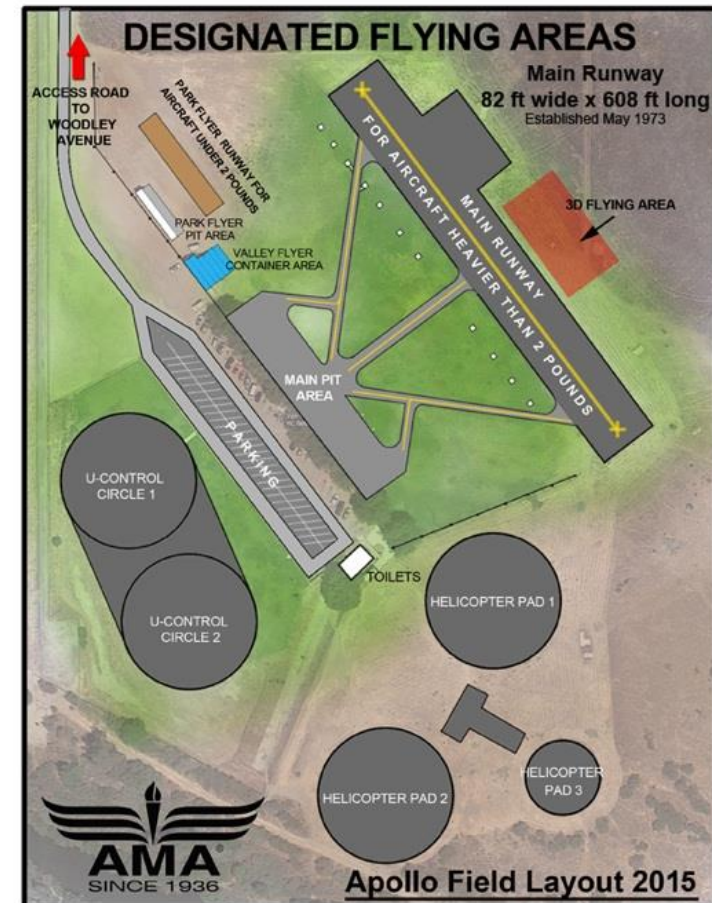 DESIGNATED FLYING AREAS
Main Runway
82 ft wide x 608 ft long
Established May 1973
ACCESS ROAD
TO
WOODLEY
AVENUE
PARK FLYER RUNWAY FOR
AIRCRAFT UNDER 2 POUNDS
PARK FLYER
PIT AREA
VALLEY FLYER
CONTAINER AREA
MAIN RUNWAY
FOR AIRCRAFT HEAVIER THAN 2 POUNDS
3D FLYING AREA
MAIN PIT
AREA
PARKING
U-CONTROL
CIRCLE 1
U-CONTROL
CIRCLE 2
TOILETS
HELICOPTER PAD 1
HELICOPTER PAD 2
HELICOPTER
PAD 3
AMA
SINCE 1936
Apollo Field Layout 2015